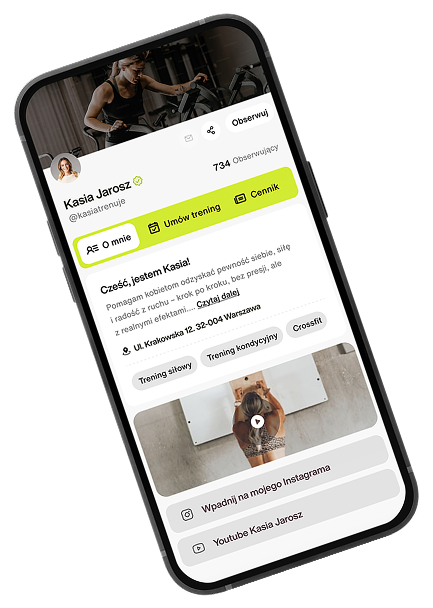 Obserwuj
Kasia Jarosz
@kasiatrenuje
734 Obserwujący
O mnie
Umów trening
Cennik
Cześć, jestem Kasia!
Pomagam kobietom odzyskać pewność siebie, siłę
i radość z ruchu – krok po kroku, bez presji, ale
z realnymi efektami.... Czytaj dalej
Ul. Krakowska 12, 32-004 Warszawa
Trening siłowy
Trening kondycyjny
Crossfit
Wpadnij na mojego Instagrama
Youtube Kasia Jarosz